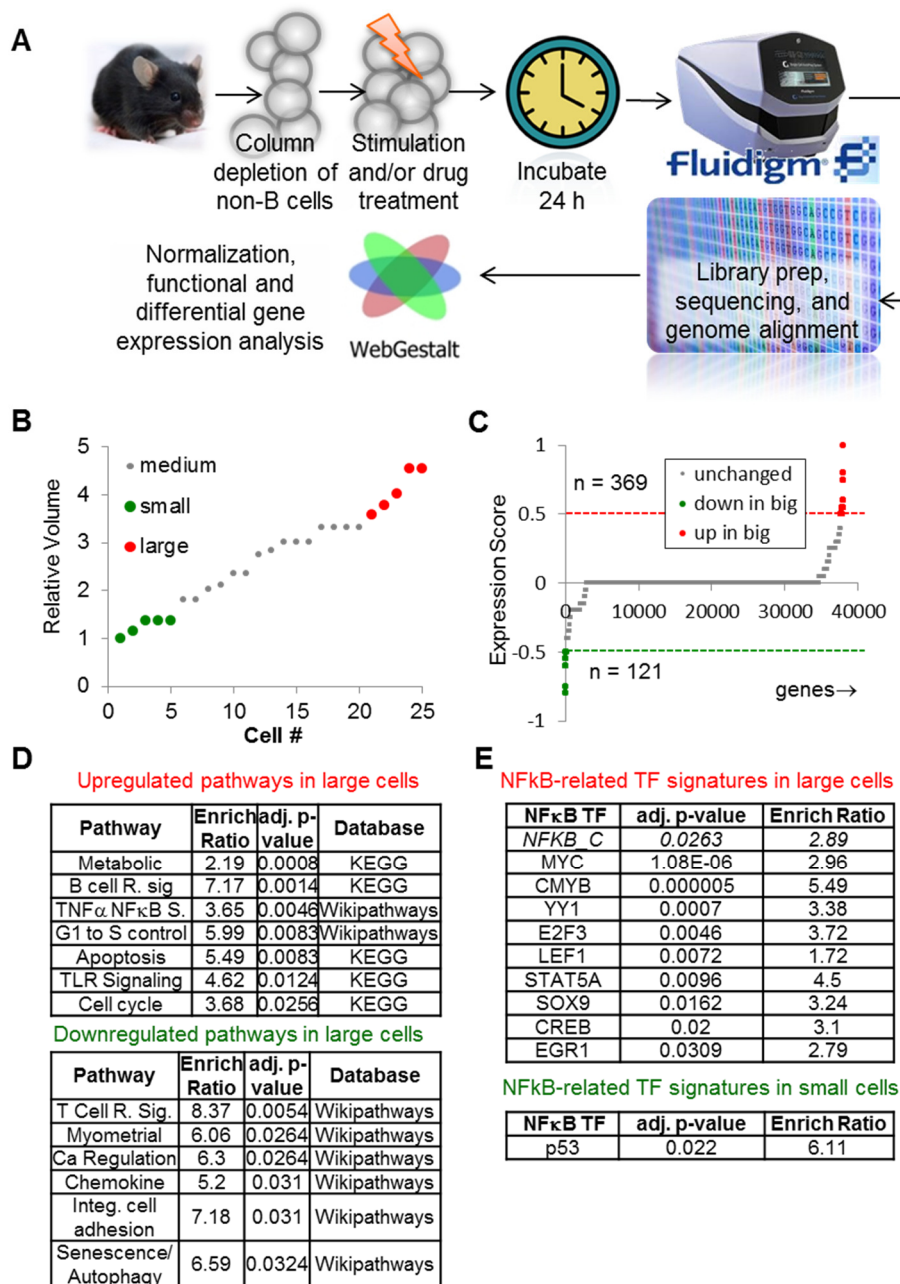 A
Column
depletion of
non-B cells
Stimulation
and/or drug
treatment
Incubate
24 h
fluidigm®
Library prep,
sequencing, and
genome alignment
Normalization,
functional and
differential gene
expression analysis
WebGestalt
B
Relative Volume
5
4
3
2
1
0
medium
small
large
0 5 10 15 20 25
Cell #
C
Expression Score
1
0.5
0
-0.5
-1
n = 369
unchanged
down in big
up in big
0 10000 20000 30000 40000
n = 121
genes→
D
Upregulated pathways in large cells
Pathway Enrich Ratio adj. p-value Database
Metabolic 2.19 0.0008 KEGG
B cell R. sig 7.17 0.0014 KEGG
TNFα NFκB S. 3.65 0.0046 Wikipathways
G1 to S control 5.99 0.0083 Wikipathways
Apoptosis 5.49 0.0083 KEGG
TLR Signaling 4.62 0.0124 KEGG
Cell cycle 3.68 0.0256 KEGG
Downregulated pathways in large cells
Pathway Enrich Ratio adj. p-value Database
T Cell R. Sig. 8.37 0.0054 Wikipathways
Myometrial 6.06 0.0264 Wikipathways
Ca Regulation 6.3 0.0264 Wikipathways
Chemokine 5.2 0.031 Wikipathways
Integ. cell adhesion 7.18 0.031 Wikipathways
Senescence/ Autophagy 6.59 0.0324 Wikipathways
E
NFkB-related TF signatures in large cells
NFκB TF adj. p-value Enrich Ratio
NFKB_C 0.0263 2.89
MYC 1.08E-06 2.96
CMYB 0.000005 5.49
YY1 0.0007 3.38
E2F3 0.0046 3.72
LEF1 0.0072 1.72
STAT5A 0.0096 4.5
SOX9 0.0162 3.24
CREB 0.02 3.1
EGR1 0.0309 2.79
NFkB-related TF signatures in small cells
NFκB TF adj. p-value Enrich Ratio
p53 0.022 6.11